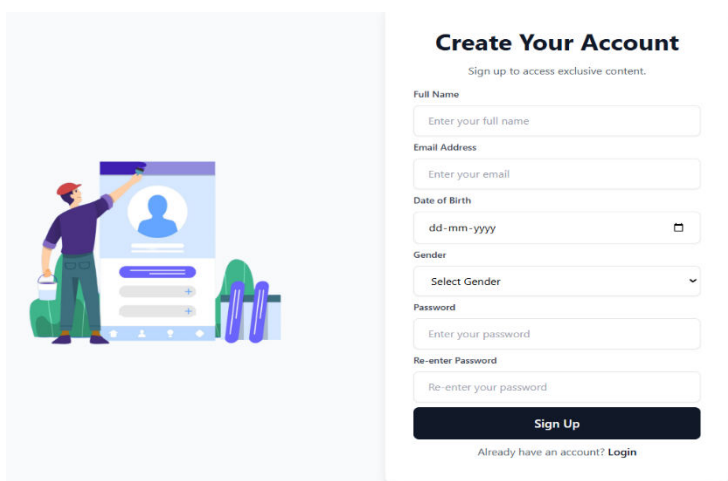 Create Your Account
Sign up to access exclusive content.
Full Name
Enter your full name
Email Address
Enter your email
Date of Birth
dd-mm-yyyy
Gender
Select Gender
Password
Enter your password
Re-enter Password
Re-enter your password
Sign Up
Already have an account? Login